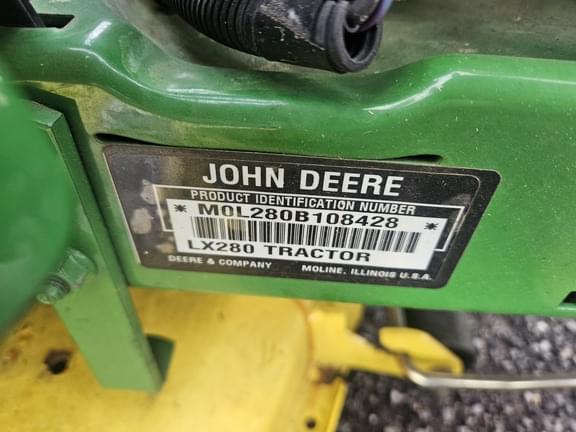 JOHN DEERE
PRODUCT IDENTIFICATION NUMBER
* M0L280B108428 *
LX280 TRACTOR
DEERE & COMPANY MOLINE, ILLINOIS U.S.A.